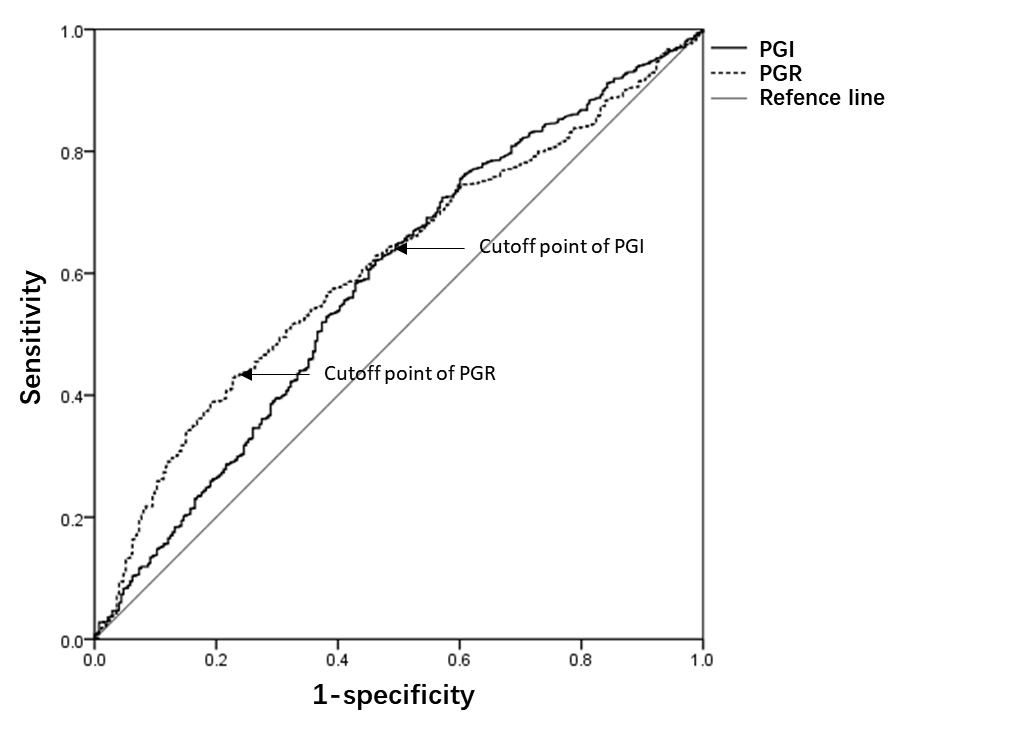 1.0
PGI
PGR
Refence line
0.8
Cutoff point of PGI
0.6
Sensitivity
Cutoff point of PGR
0.4
0.2
0.0
0.0 0.2 0.4 0.6 0.8 1.0
1-specificity